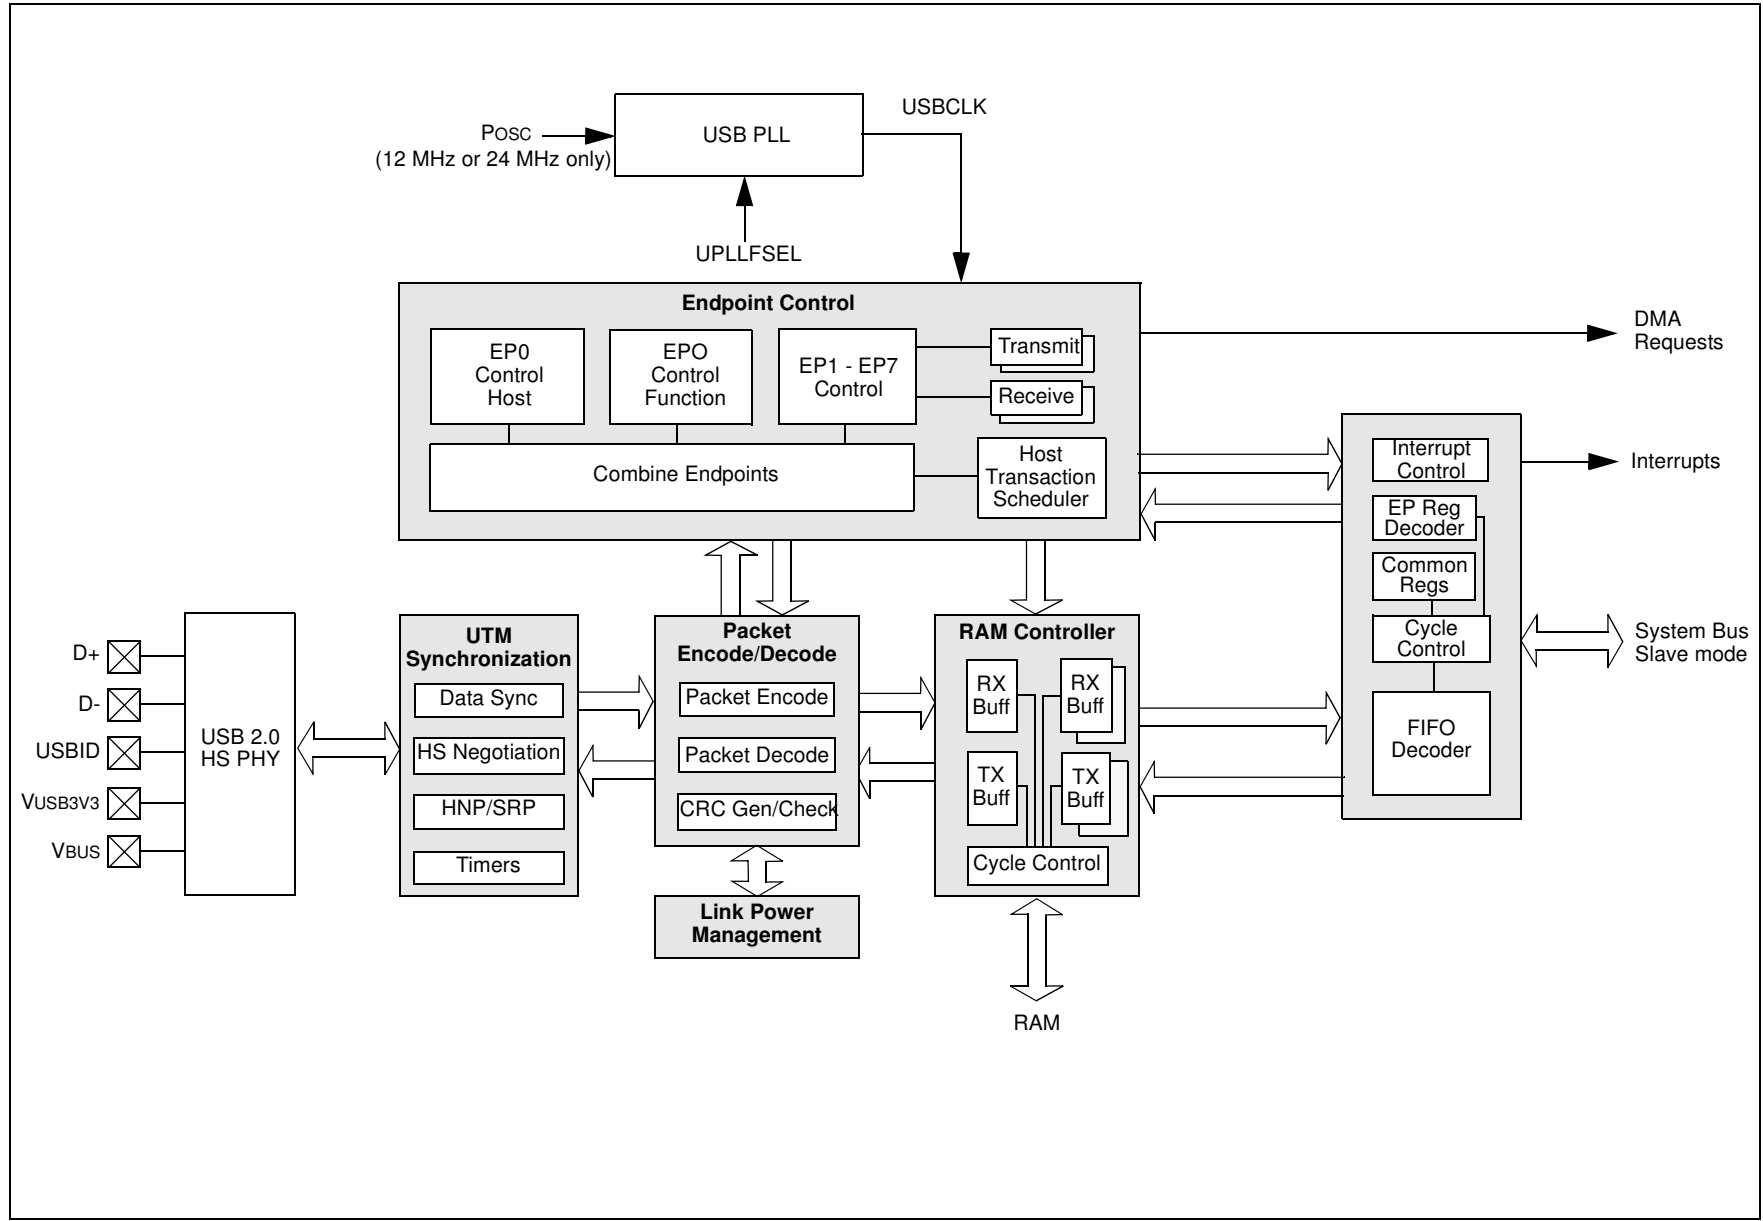 USBCLK
POSC
(12 MHz or 24 MHz only)
USB PLL
UPLLFSEL
Endpoint Control
EP0
Control
Host
EPO
Control
Function
EP1 - EP7
Control
Transmit
Receive
Combine Endpoints
Host
Transaction
Scheduler
DMA
Requests
Interrupt
Control
Interrupts
EP Reg
Decoder
Common
Regs
Cycle
Control
FIFO
Decoder
System Bus
Slave mode
D+
D-
USBID
VUSB3V3
VBUS
USB 2.0
HS PHY
UTM
Synchronization
Data Sync
HS Negotiation
HNP/SRP
Timers
Packet
Encode/Decode
Packet Encode
Packet Decode
CRC Gen/Check
Link Power
Management
RAM Controller
RX
Buff
RX
Buff
TX
Buff
TX
Buff
Cycle Control
RAM